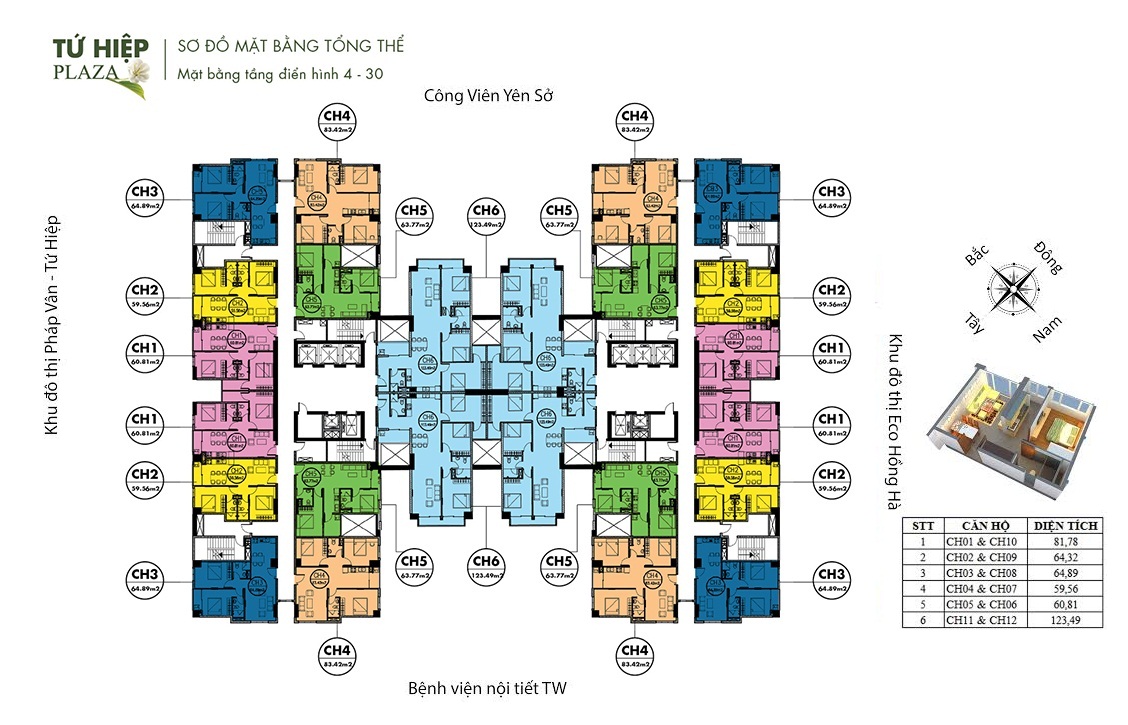 TỨ HIỆP
PLAZA
SƠ ĐỒ MẶT BẰNG TỔNG THỂ
Mặt bằng tầng điển hình 4 - 30
Công Viên Yên Sở
CH4
83.42m2
CH4
83.42m2
CH3
64.89m2
CH3
64.89m2
CH5
63.77m2
CH6
123.49m2
CH5
63.77m2
Khu đô thị Pháp Vân - Tứ Hiệp
CH2
59.56m2
CH2
59.56m2
CH1
60.81m2
CH1
60.81m2
CH1
60.81m2
CH1
60.81m2
CH2
59.56m2
CH2
59.56m2
CH3
64.89m2
CH5
63.77m2
CH6
123.49m2
CH5
63.77m2
CH3
64.89m2
CH4
83.42m2
CH4
83.42m2
Bệnh viện nội tiết TW
Khu đô thị Eco Hồng Hà
Bắc
Đông
Tây
Nam
STT CĂN HỘ DIỆN TÍCH
1 CH01 & CH10 81,78
2 CH02 & CH09 64,32
3 CH03 & CH08 64,89
4 CH04 & CH07 59,56
5 CH05 & CH06 60,81
6 CH11 & CH12 123,49